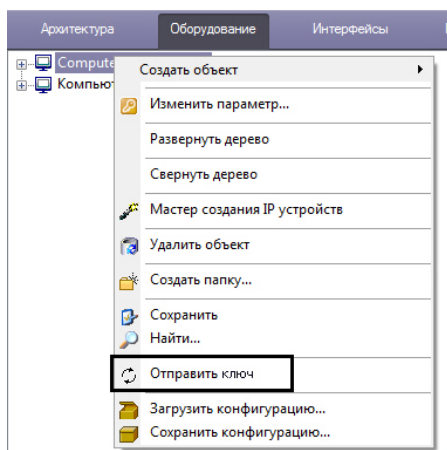 Архитектура Оборудование Интерфейсы
Compute
Компью
Создать объект
Изменить параметр...
Развернуть дерево
Свернуть дерево
Мастер создания IP устройств
Удалить объект
Создать папку...
Сохранить
Найти...
Отправить ключ
Загрузить конфигурацию...
Сохранить конфигурацию...